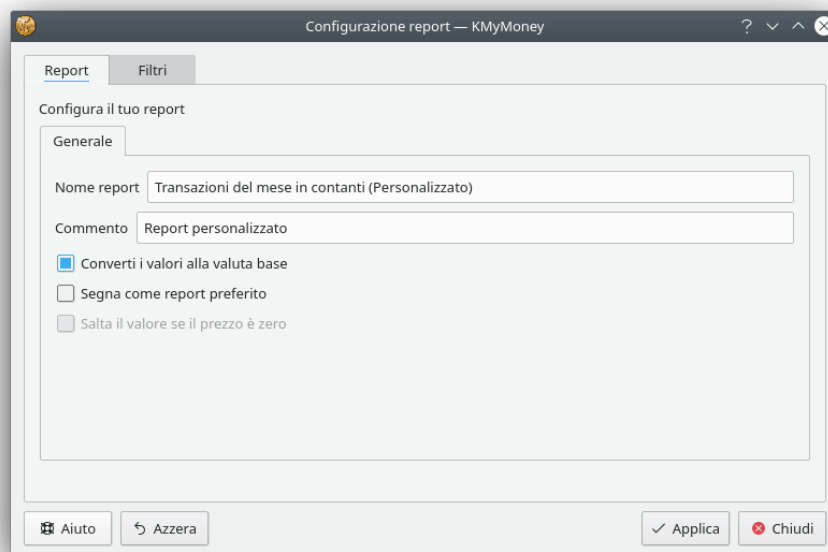 Configurazione report — KMyMoney
Report
Filtri
Configura il tuo report
Generale
Nome report
Transazioni del mese in contanti (Personalizzato)
Commento
Report personalizzato
Converti i valori alla valuta base
Segna come report preferito
Salta il valore se il prezzo è zero
Aiuto
Azzera
Applica
Chiudi